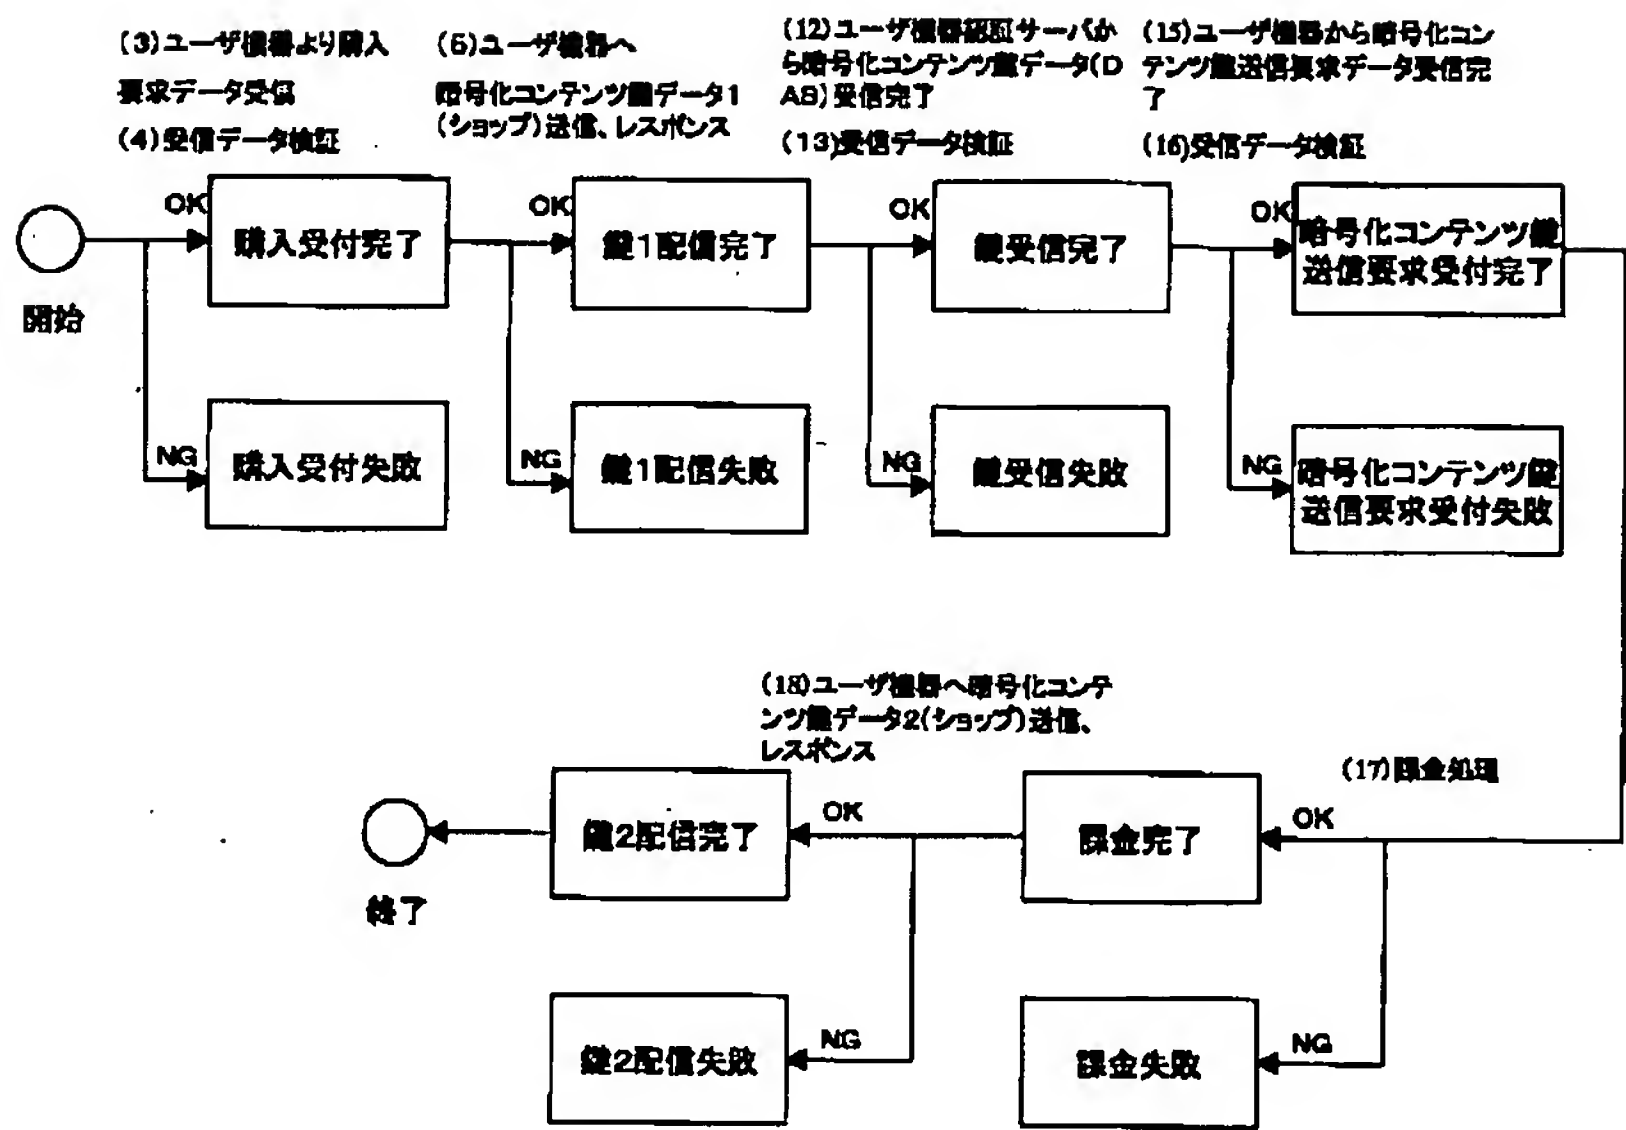 (3)ユーザ機器より購入
要求データ受信
(4)受信データ検証
(6)ユーザ機器へ
暗号化コンテンツ鍵データ1
(ショップ)送信、レスポンス
(12)ユーザ機器認証サーバか
ら暗号化コンテンツ鍵データ(D
AS)受信完了
(13)受信データ検証
(15)ユーザ機器から暗号化コン
テンツ鍵送信要求データ受信完
了
(16)受信データ検証
開始
OK
購入受付完了
OK
鍵1配信完了
OK
鍵受信完了
OK
暗号化コンテンツ鍵
送信要求受付完了
NG
購入受付失敗
NG
鍵1配信失敗
NG
鍵受信失敗
NG
暗号化コンテンツ鍵
送信要求受付失敗
(18)ユーザ機器へ暗号化コンテ
ンツ鍵データ2(ショップ)送信、
レスポンス
(17)課金処理
終了
鍵2配信完了
OK
課金完了
OK
鍵2配信失敗
NG
課金失敗
NG